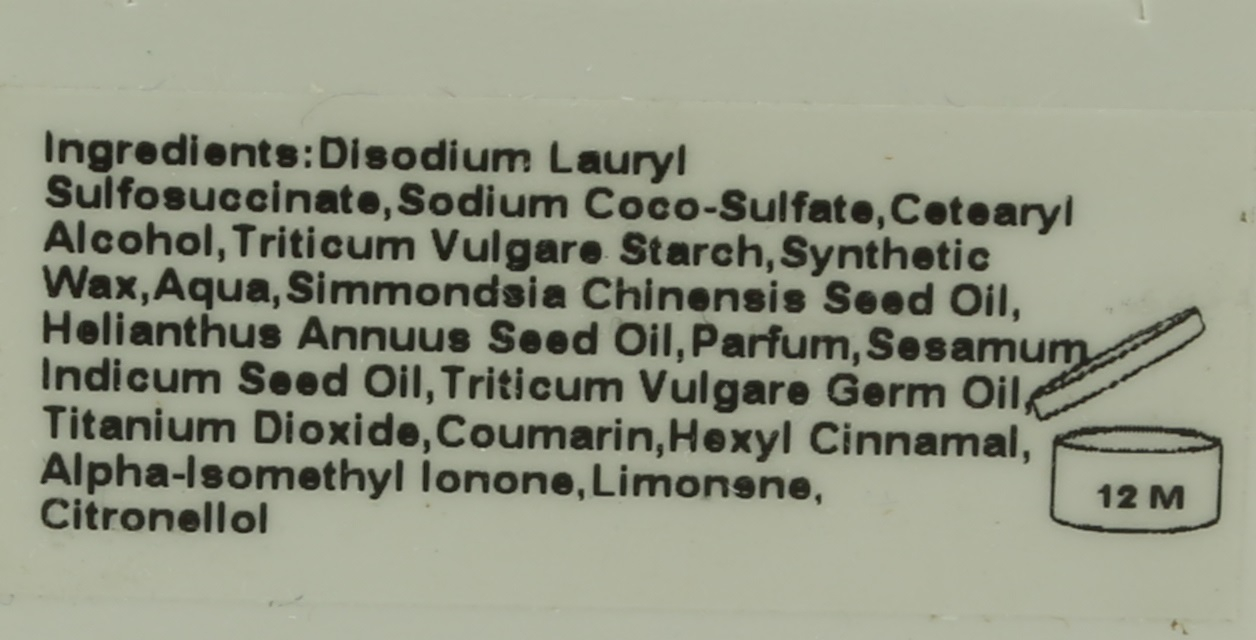 Ingredients:Disodium Lauryl
Sulfosuccinate,Sodium Coco-Sulfate,Cetearyl
Alcohol,Triticum Vulgare Starch,Synthetic
Wax,Aqua,Simmondsia Chinensis Seed Oil,
Helianthus Annuus Seed Oil,Parfum,Sesamum
Indicum Seed Oil,Triticum Vulgare Germ Oil,
Titanium Dioxide,Coumarin,Hexyl Cinnamal,
Alpha-Isomethyl Ionone,Limonene,
Citronellol
12 M